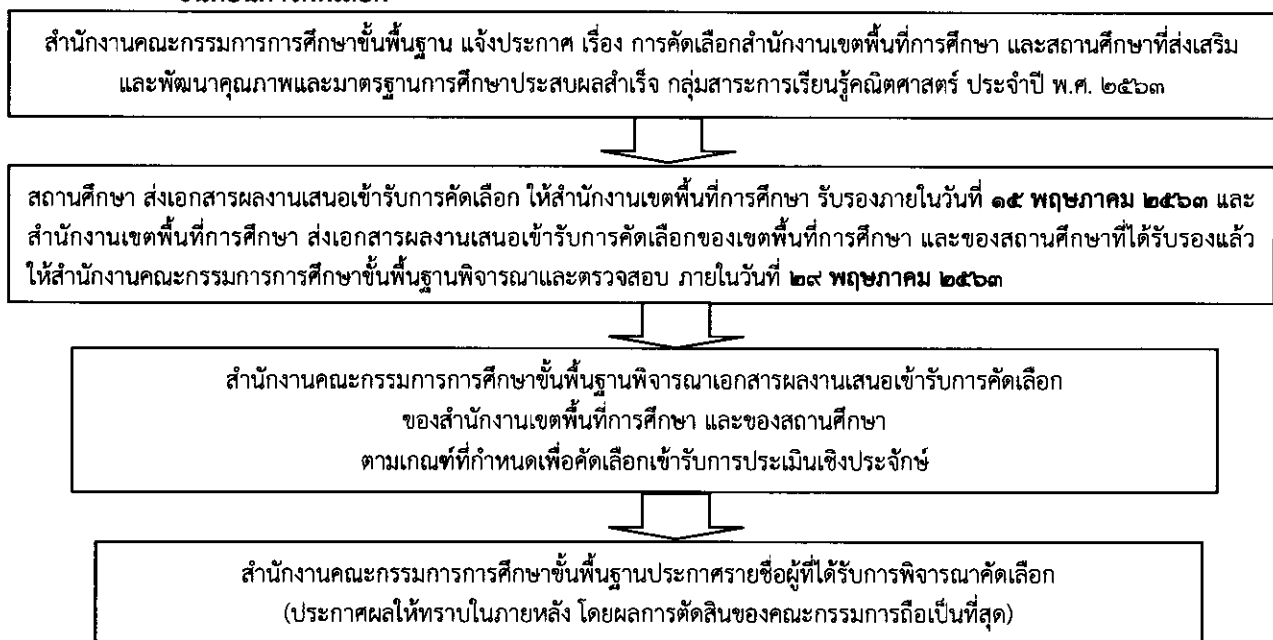 สำนักงานคณะกรรมการการศึกษาขั้นพื้นฐาน แจ้งประกาศ เรื่อง การคัดเลือกสำนักงานเขตพื้นที่การศึกษา และสถานศึกษาที่ส่งเสริม
และพัฒนาคุณภาพและมาตรฐานการศึกษาประสบผลสำเร็จ กลุ่มสาระการเรียนรู้คณิตศาสตร์ ประจำปี พ.ศ. ๒๕๖๓
สถานศึกษา ส่งเอกสารผลงานเสนอเข้ารับการคัดเลือก ให้สำนักงานเขตพื้นที่การศึกษา รับรองภายในวันที่ ๑๕ พฤษภาคม ๒๕๖๓ และ
สำนักงานเขตพื้นที่การศึกษา ส่งเอกสารผลงานเสนอเข้ารับการคัดเลือกของเขตพื้นที่การศึกษา และของสถานศึกษาที่ได้รับรองแล้ว
ให้สำนักงานคณะกรรมการการศึกษาขั้นพื้นฐานพิจารณาและตรวจสอบ ภายในวันที่ ๒๙ พฤษภาคม ๒๕๖๓
สำนักงานคณะกรรมการการศึกษาขั้นพื้นฐานพิจารณาเอกสารผลงานเสนอเข้ารับการคัดเลือก
ของสำนักงานเขตพื้นที่การศึกษา และของสถานศึกษา
ตามเกณฑ์ที่กำหนดเพื่อคัดเลือกเข้ารับการประเมินเชิงประจักษ์
สำนักงานคณะกรรมการการศึกษาขั้นพื้นฐานประกาศรายชื่อผู้ที่ได้รับการพิจารณาคัดเลือก
(ประกาศผลให้ทราบในภายหลัง โดยผลการตัดสินของคณะกรรมการถือเป็นที่สุด)